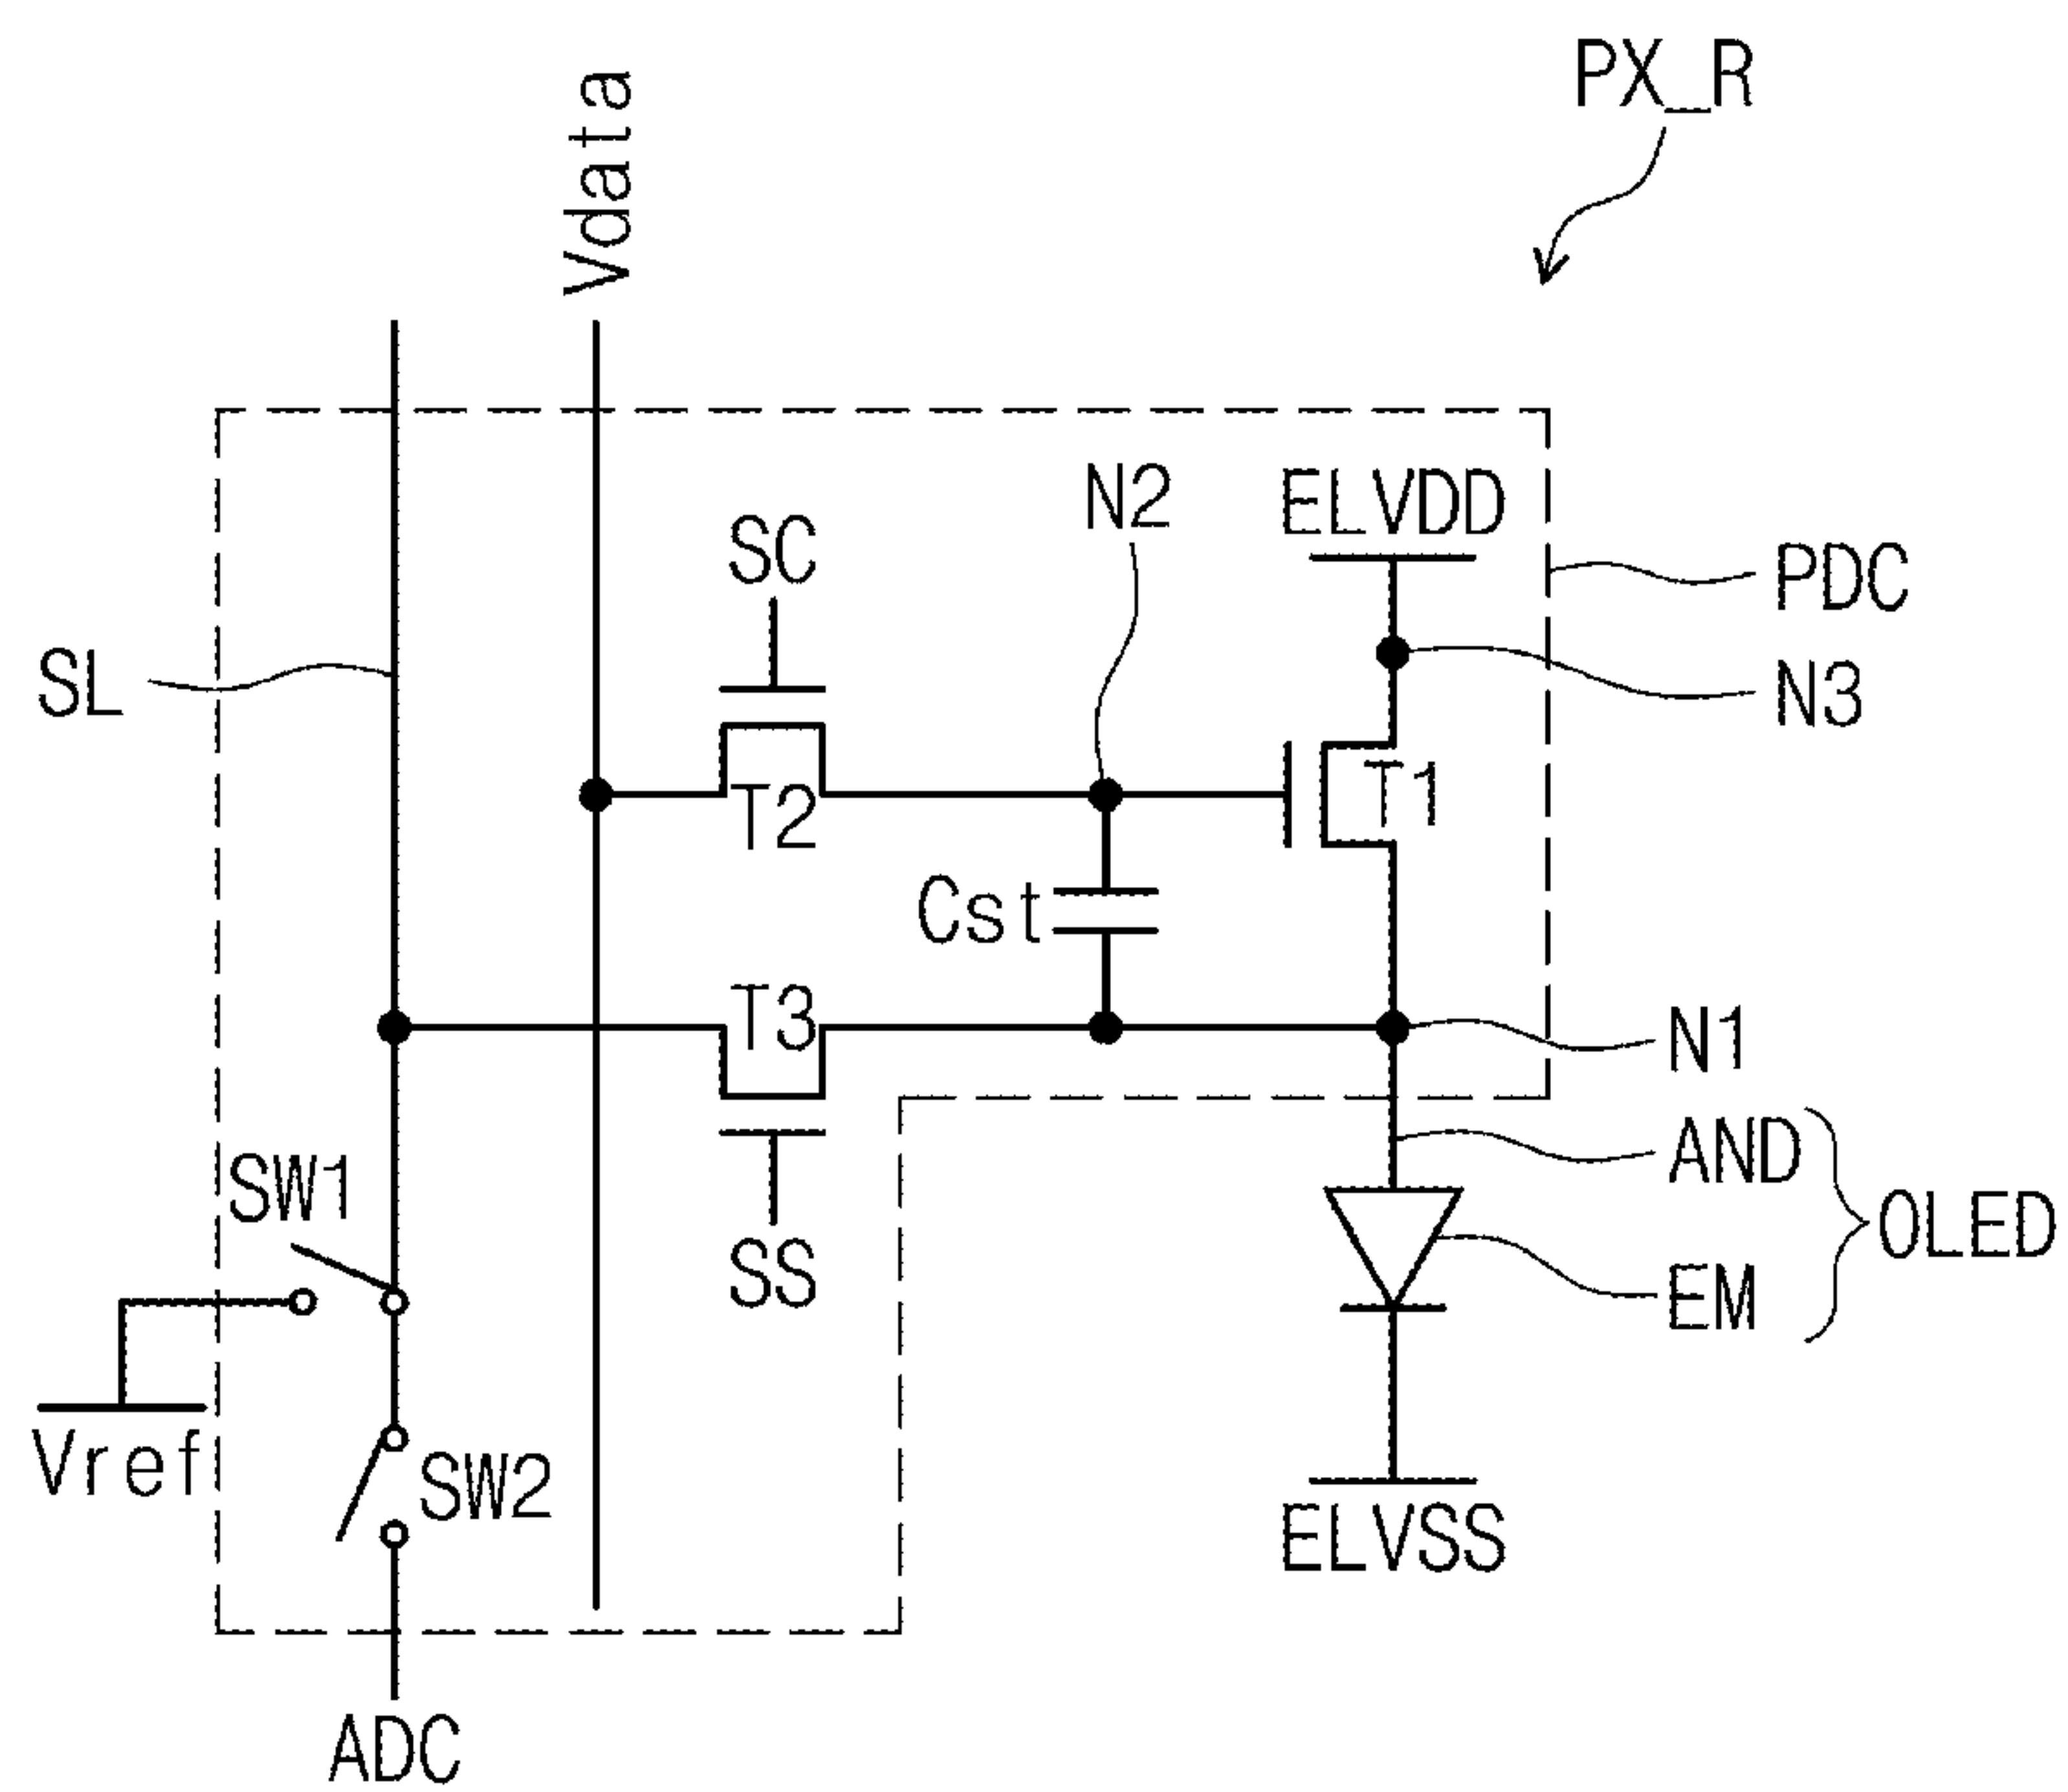 PX_R
Vdata
N2
ELVDD
SC
PDC
SL
N3
T1
T2
Cst
T3
N1
AND
SW1
OLED
SS
EM
Vref
SW2
ELVSS
ADC